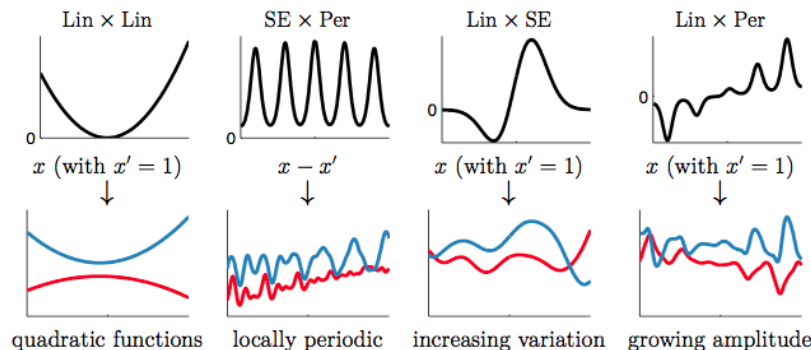 Lin × Lin
SE × Per
Lin × SE
Lin × Per
0
0
0
0
x (with x′ = 1)
x − x′
x (with x′ = 1)
x (with x′ = 1)
↓
↓
↓
↓
quadratic functions
locally periodic
increasing variation
growing amplitude